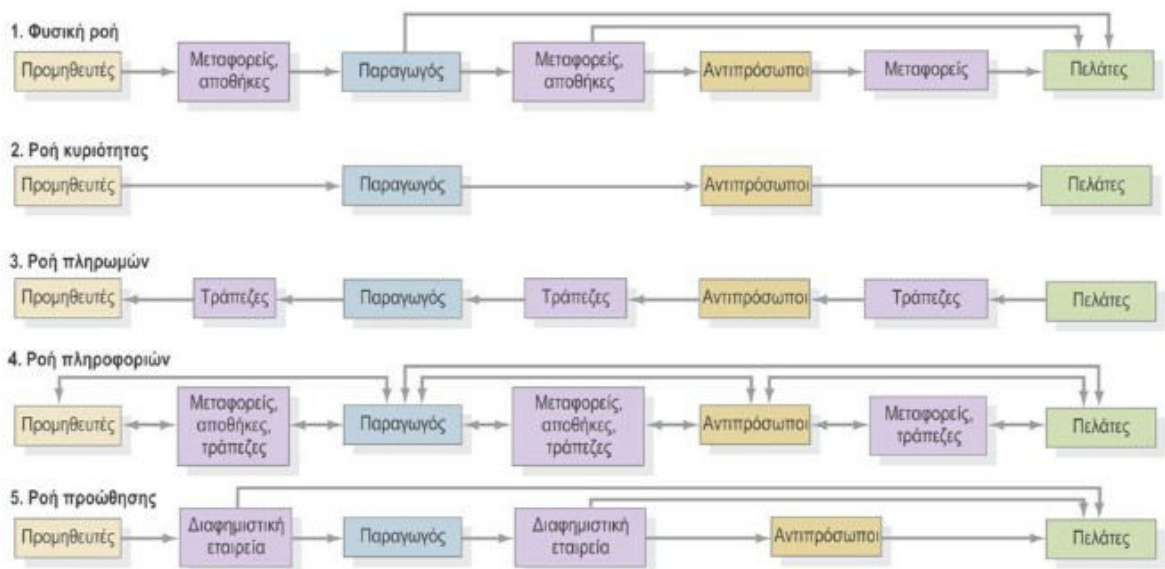 1. Φυσική ροή
Προμηθευτές
Μεταφορείς,
αποθήκες
Παραγωγός
Μεταφορείς,
αποθήκες
Αντιπρόσωποι
Μεταφορείς
Πελάτες
2. Ροή κυριότητας
Προμηθευτές
Παραγωγός
Αντιπρόσωποι
Πελάτες
3. Ροή πληρωμών
Προμηθευτές
Τράπεζες
Παραγωγός
Τράπεζες
Αντιπρόσωποι
Τράπεζες
Πελάτες
4. Ροή πληροφοριών
Προμηθευτές
Μεταφορείς,
αποθήκες,
τράπεζες
Παραγωγός
Μεταφορείς,
αποθήκες,
τράπεζες
Αντιπρόσωποι
Μεταφορείς,
τράπεζες
Πελάτες
5. Ροή προώθησης
Προμηθευτές
Διαφημιστική
εταιρεία
Παραγωγός
Διαφημιστική
εταιρεία
Αντιπρόσωποι
Πελάτες